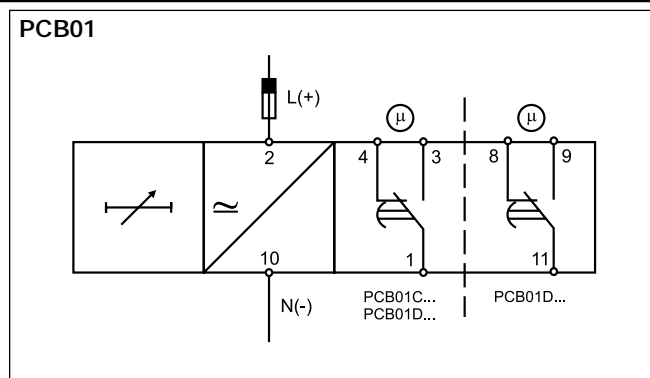 PCB01
L(+)
μ
μ
2
4
3
8
9
≃
10
1
11
N(-)
PCB01C...
PCB01D...
PCB01D...